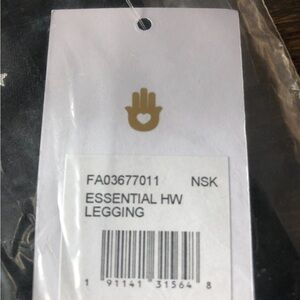 FA03677011 NSK
ESSENTIAL HW
LEGGING
1 91141 31564 8